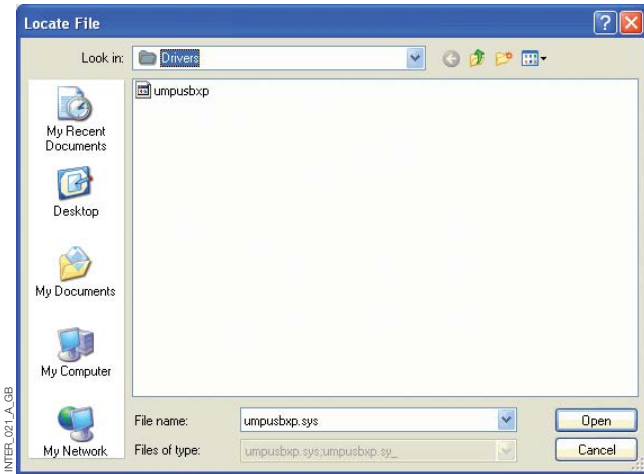 Locate File
Look in:
Drivers
umpusbxp
My Recent
Documents
Desktop
My Documents
My Computer
My Network
File name:
umpusbxp.sys
Open
Files of type:
umpusbxp.sys;umpusbxp.sy_
Cancel
INTER_021_A_GB